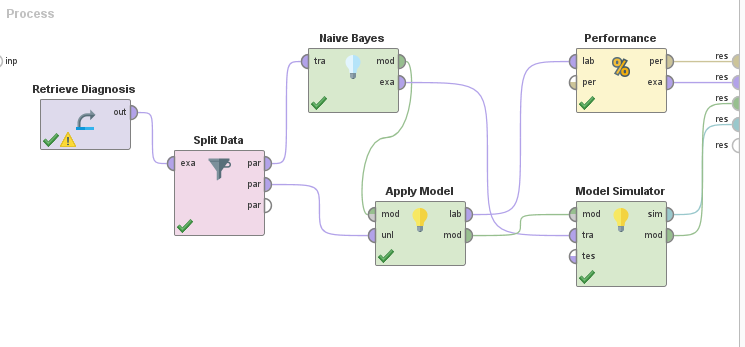 Process
inp
Retrieve Diagnosis
out
Split Data
exa par
par
par
Naive Bayes
tra mod
exa
Apply Model
mod lab
unl mod
Performance
lab per
per exa
%
Model Simulator
mod sim
tra mod
tes
res
res
res
res
res